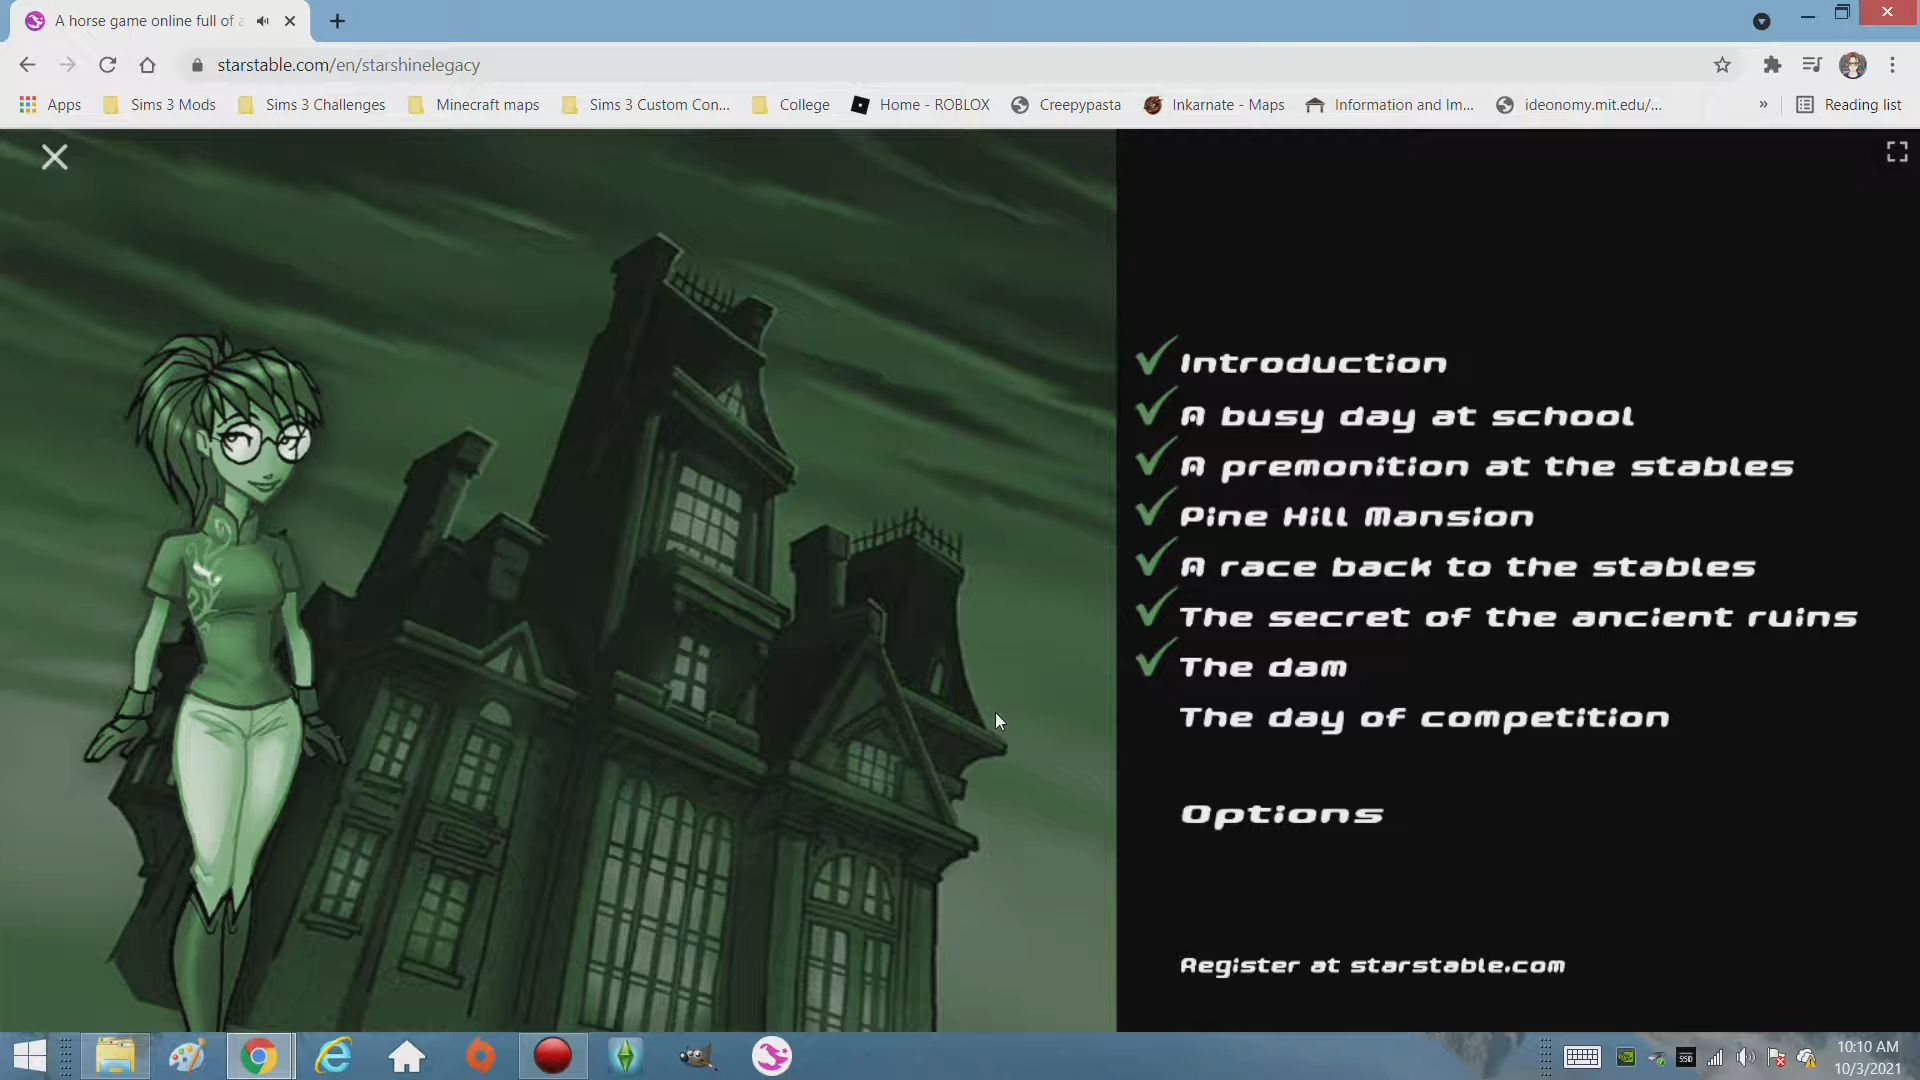 A horse game online full of a
starstable.com/en/starshinelegacy
Apps
Sims 3 Mods
Sims 3 Challenges
Minecraft maps
Sims 3 Custom Con...
College
Home - ROBLOX
Creepypasta
Inkarnate - Maps
Information and Im...
ideonomy.mit.edu/...
»
Reading list
Introduction
A busy day at school
A premonition at the stables
Pine Hill Mansion
A race back to the stables
The secret of the ancient ruins
The dam
The day of competition
Options
Register at starstable.com
SSD
10:10 AM
10/3/2021